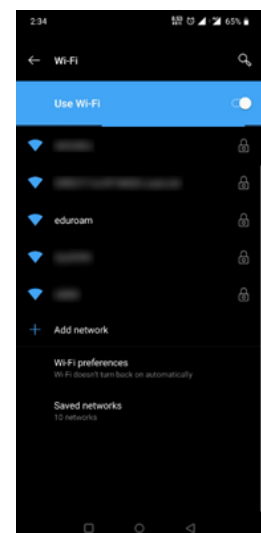 2:34
65%
Wi-Fi
Use Wi-Fi
eduroam
Add network
Wi-Fi preferences
Wi-Fi doesn't turn back on automatically
Saved networks
10 networks